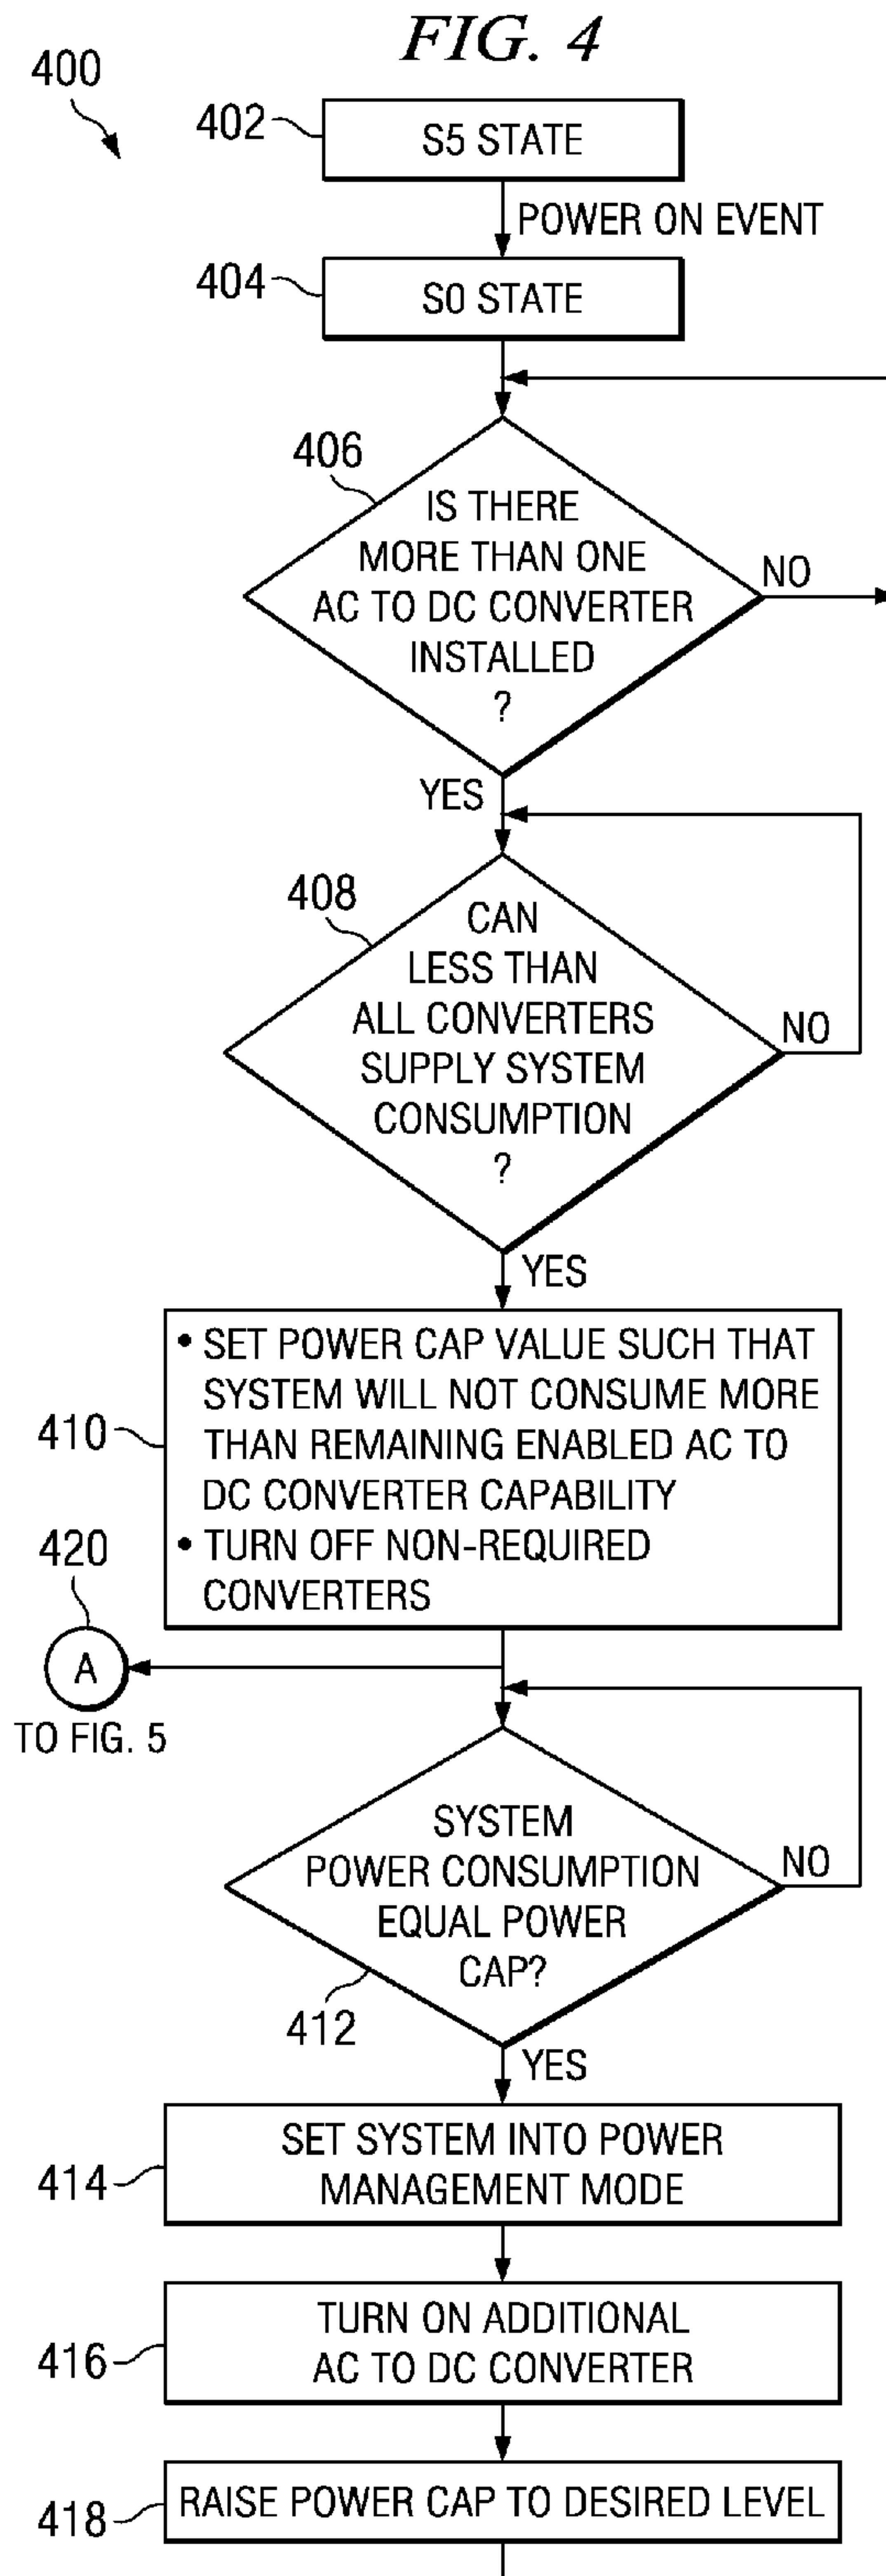 FIG. 4
400
402
S5 STATE
POWER ON EVENT
404
S0 STATE
406
IS THERE
MORE THAN ONE
AC TO DC CONVERTER
INSTALLED
?
NO
YES
408
CAN
LESS THAN
ALL CONVERTERS
SUPPLY SYSTEM
CONSUMPTION
?
NO
YES
410
• SET POWER CAP VALUE SUCH THAT
SYSTEM WILL NOT CONSUME MORE
THAN REMAINING ENABLED AC TO
DC CONVERTER CAPABILITY
• TURN OFF NON-REQUIRED
CONVERTERS
420
A
TO FIG. 5
SYSTEM
POWER CONSUMPTION
EQUAL POWER
CAP?
NO
412
YES
414
SET SYSTEM INTO POWER
MANAGEMENT MODE
416
TURN ON ADDITIONAL
AC TO DC CONVERTER
418
RAISE POWER CAP TO DESIRED LEVEL